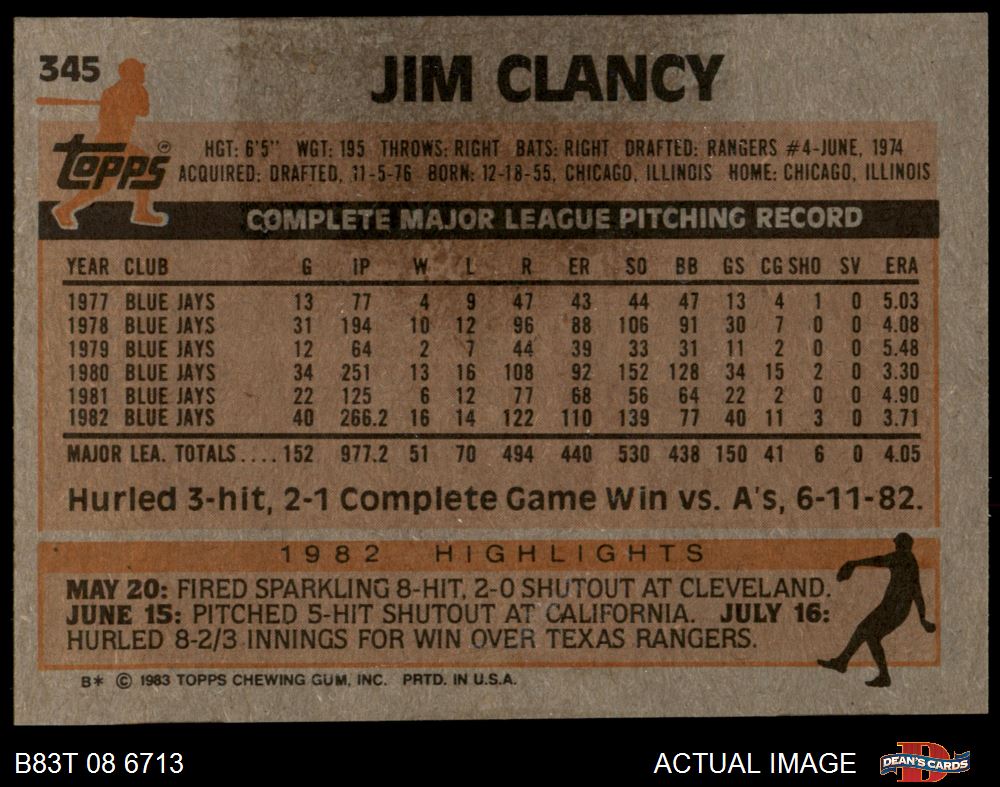 345
JIM CLANCY
topps
HGT: 6'5" WGT: 195 THROWS: RIGHT BATS: RIGHT DRAFTED: RANGERS #4-JUNE, 1974
ACQUIRED: DRAFTED, 11-5-76 BORN: 12-18-55, CHICAGO, ILLINOIS HOME: CHICAGO, ILLINOIS
COMPLETE MAJOR LEAGUE PITCHING RECORD
YEAR CLUB G IP W L R ER SO BB GS CG SHO SV ERA
1977 BLUE JAYS 13 77 4 9 47 43 44 47 13 4 1 0 5.03
1978 BLUE JAYS 31 194 10 12 96 88 106 91 30 7 0 0 4.08
1979 BLUE JAYS 12 64 2 7 44 39 33 31 11 2 0 0 5.48
1980 BLUE JAYS 34 251 13 16 108 92 152 128 34 15 2 0 3.30
1981 BLUE JAYS 22 125 6 12 77 68 56 64 22 2 0 0 4.90
1982 BLUE JAYS 40 266.2 16 14 122 110 139 77 40 11 3 0 3.71
MAJOR LEA. TOTALS....152 977.2 51 70 494 440 530 438 150 41 6 0 4.05
Hurled 3-hit, 2-1 Complete Game Win vs. A's, 6-11-82.
1982 HIGHLIGHTS
MAY 20: FIRED SPARKLING 8-HIT, 2-0 SHUTOUT AT CLEVELAND.
JUNE 15: PITCHED 5-HIT SHUTOUT AT CALIFORNIA. JULY 16:
HURLED 8-2/3 INNINGS FOR WIN OVER TEXAS RANGERS.
B* © 1983 TOPPS CHEWING GUM, INC. PRTD. IN U.S.A.
B83T 08 6713 ACTUAL IMAGE DEAN'S CARDS